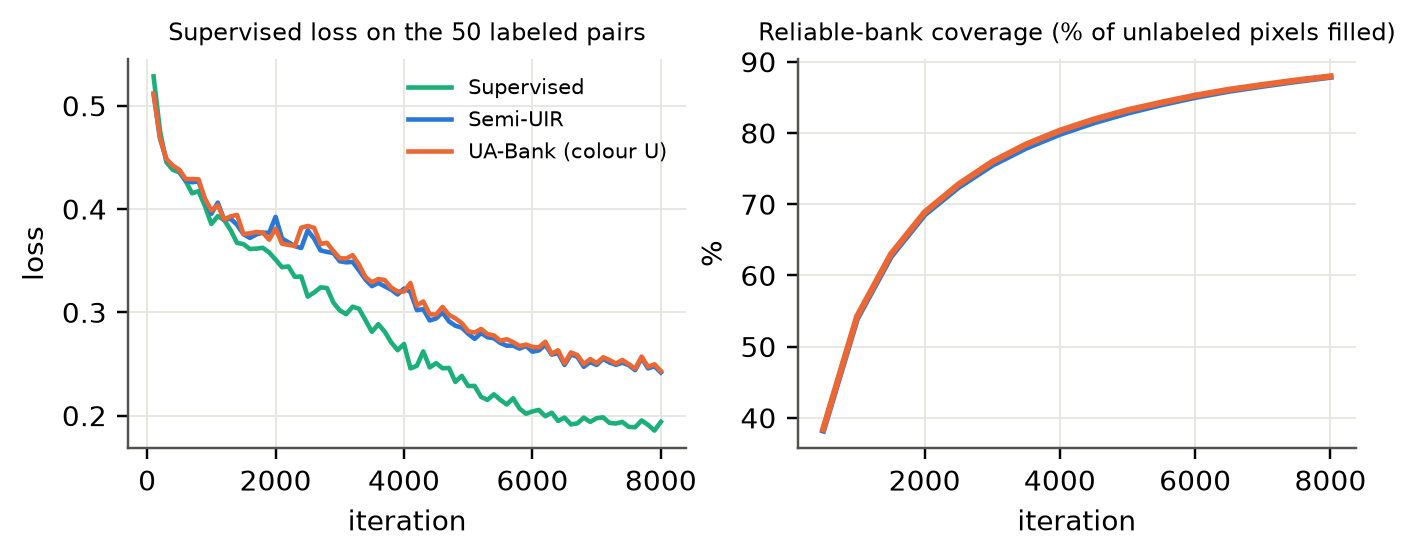 Supervised loss on the 50 labeled pairs
loss
0.5
0.4
0.3
0.2
Supervised
Semi-UIR
UA-Bank (colour U)
0 2000 4000 6000 8000
iteration
Reliable-bank coverage (% of unlabeled pixels filled)
%
90
80
70
60
50
40
2000 4000 6000 8000
iteration